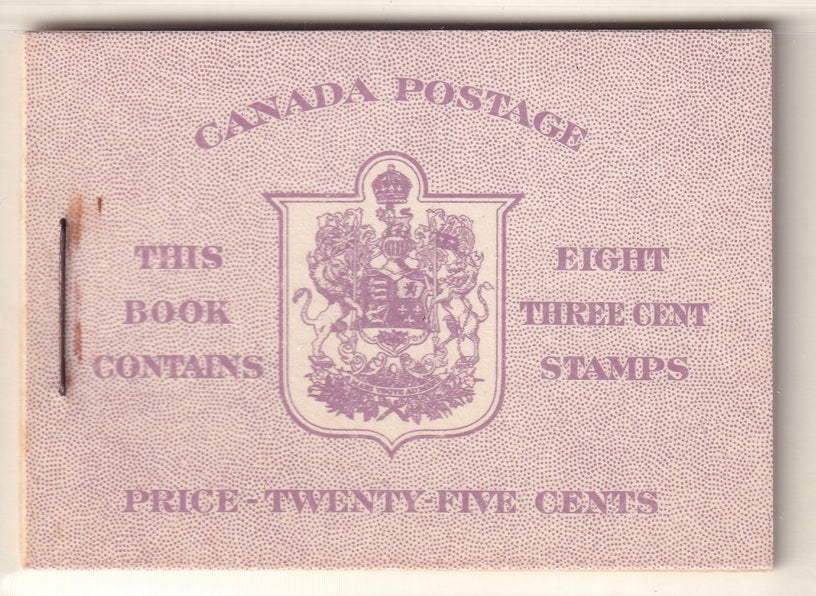 CANADA POSTAGE
THIS
BOOK
CONTAINS
EIGHT
THREE CENT
STAMPS
PRICE-TWENTY-FIVE CENTS